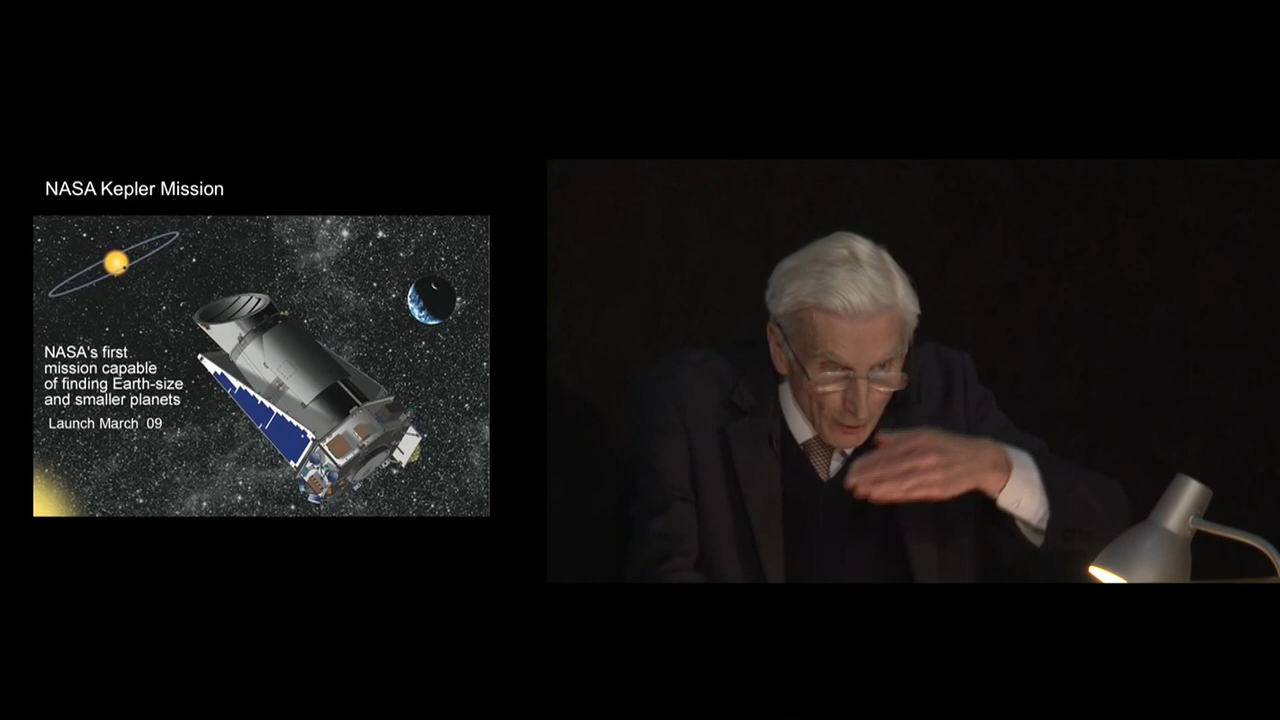 NASA Kepler Mission
NASA's first
mission capable
of finding Earth-size
and smaller planets
Launch March 09